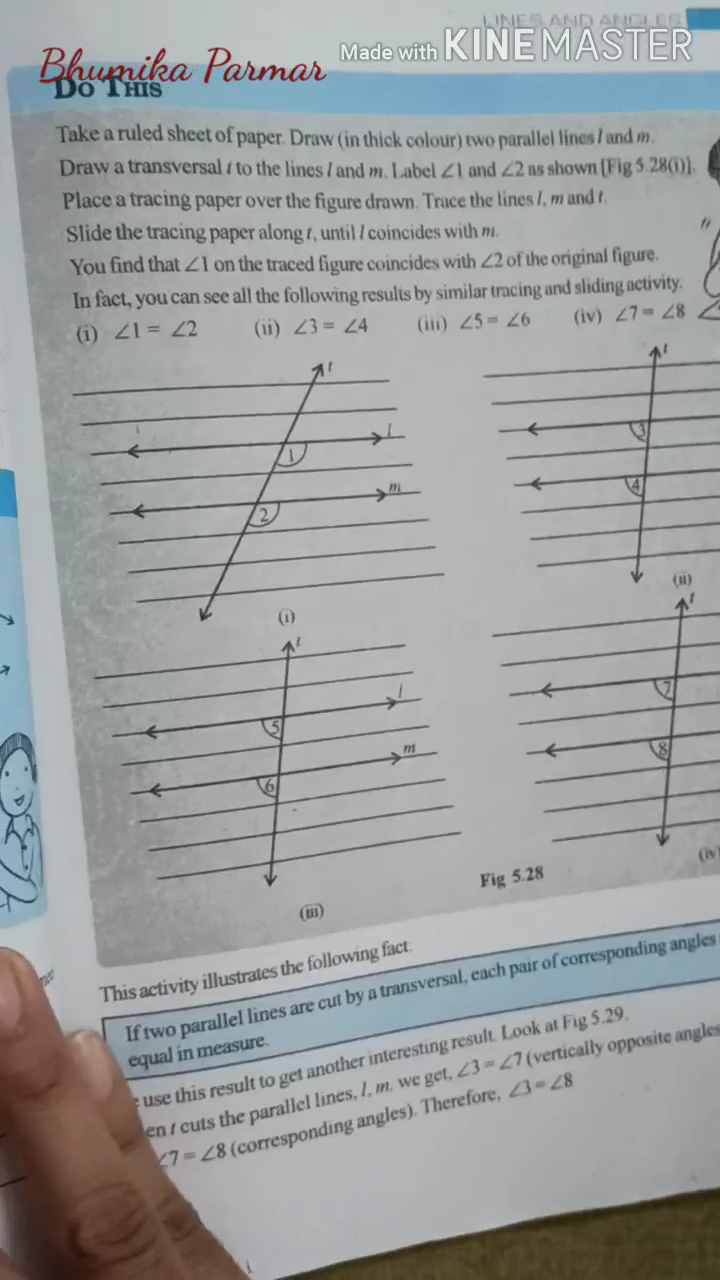 LINES AND ANGLES
Made with KINEMASTER
Bhumika Parmar
DO THIS
Take a ruled sheet of paper. Draw (in thick colour) two parallel lines l and m.
Draw a transversal t to the lines l and m. Label ∠1 and ∠2 as shown [Fig 5.28(i)].
Place a tracing paper over the figure drawn. Trace the lines l, m and t.
Slide the tracing paper along t, until l coincides with m.
You find that ∠1 on the traced figure coincides with ∠2 of the original figure.
In fact, you can see all the following results by similar tracing and sliding activity.
(i) ∠1 = ∠2 (ii) ∠3 = ∠4 (iii) ∠5 = ∠6 (iv) ∠7 = ∠8
t
l
1
m
2
(i)
t
3
4
(ii)
t
l
5
m
6
(iii)
t
7
8
(iv
Fig 5.28
This activity illustrates the following fact:
If two parallel lines are cut by a transversal, each pair of corresponding angles
equal in measure.
use this result to get another interesting result. Look at Fig 5.29.
en t cuts the parallel lines, l, m, we get, ∠3 = ∠7 (vertically opposite angles
∠7 = ∠8 (corresponding angles). Therefore, ∠3 = ∠8